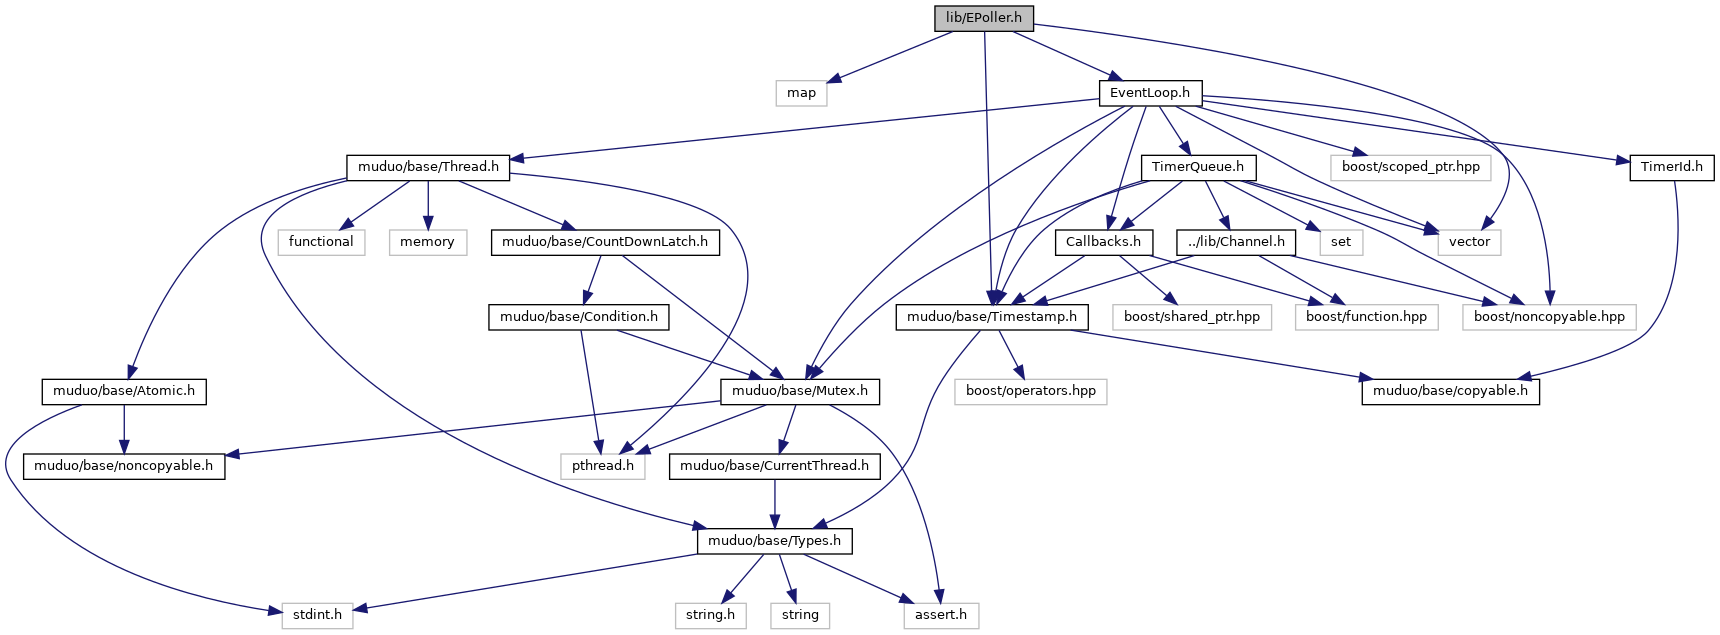 lib/EPoller.h
map
EventLoop.h
muduo/base/Thread.h
TimerQueue.h
boost/scoped_ptr.hpp
TimerId.h
functional
memory
muduo/base/CountDownLatch.h
Callbacks.h
../lib/Channel.h
set
vector
muduo/base/Condition.h
muduo/base/Timestamp.h
boost/shared_ptr.hpp
boost/function.hpp
boost/noncopyable.hpp
muduo/base/Atomic.h
muduo/base/Mutex.h
boost/operators.hpp
muduo/base/copyable.h
muduo/base/noncopyable.h
pthread.h
muduo/base/CurrentThread.h
muduo/base/Types.h
stdint.h
string.h
string
assert.h